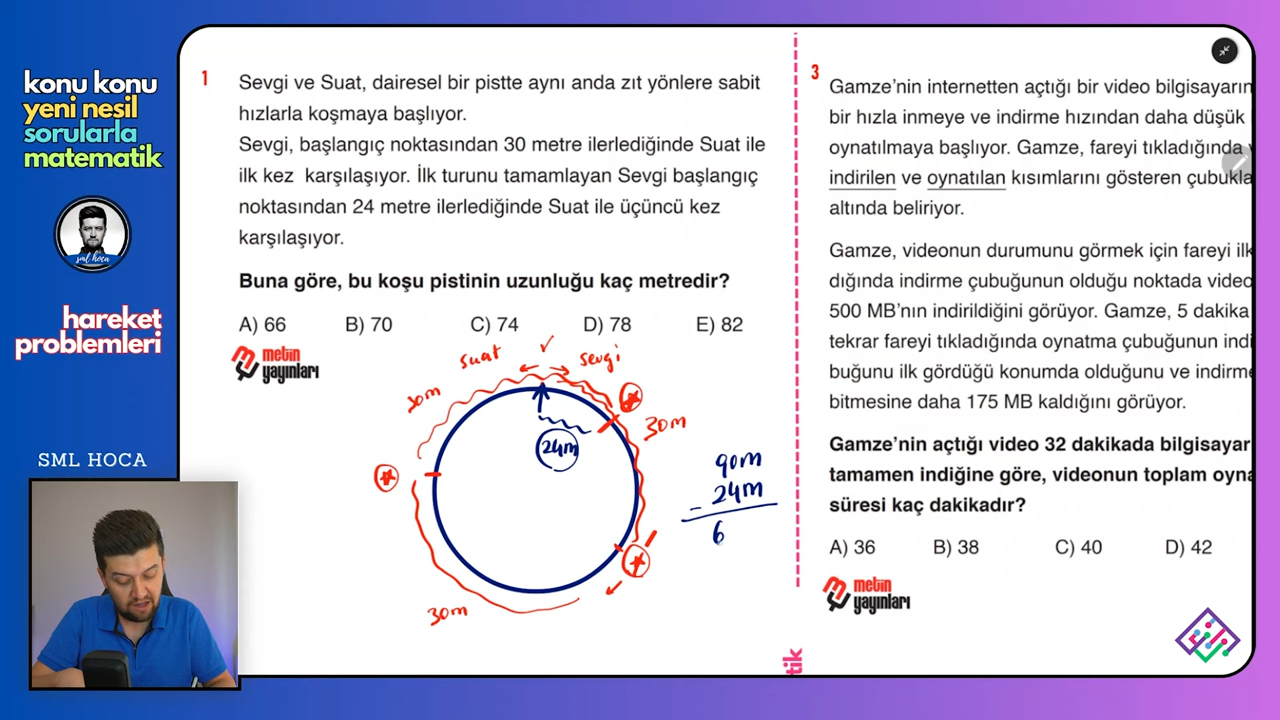 konu konu
yeni nesil
sorularla
matematik
sml hoca
hareket
problemleri
SML HOCA
1
Sevgi ve Suat, dairesel bir pistte aynı anda zıt yönlere sabit
hızlarla koşmaya başlıyor.
Sevgi, başlangıç noktasından 30 metre ilerlediğinde Suat ile
ilk kez karşılaşıyor. İlk turunu tamamlayan Sevgi başlangıç
noktasından 24 metre ilerlediğinde Suat ile üçüncü kez
karşılaşıyor.
Buna göre, bu koşu pistinin uzunluğu kaç metredir?
A) 66 B) 70 C) 74 D) 78 E) 82
metin
yayınları
suat sevgi
30m
30m
24m
30m
90m
- 24m
6
3
Gamze'nin internetten açtığı bir video bilgisayarın
bir hızla inmeye ve indirme hızından daha düşük
oynatılmaya başlıyor. Gamze, fareyi tıkladığında
indirilen ve oynatılan kısımlarını gösteren çubukla
altında beliriyor.
Gamze, videonun durumunu görmek için fareyi ilk
dığında indirme çubuğunun olduğu noktada video
500 MB'nın indirildiğini görüyor. Gamze, 5 dakika
tekrar fareyi tıkladığında oynatma çubuğunun indi
buğunu ilk gördüğü konumda olduğunu ve indirme
bitmesine daha 175 MB kaldığını görüyor.
Gamze'nin açtığı video 32 dakikada bilgisayar
tamamen indiğine göre, videonun toplam oyna
süresi kaç dakikadır?
A) 36 B) 38 C) 40 D) 42
metin
yayınları
tik